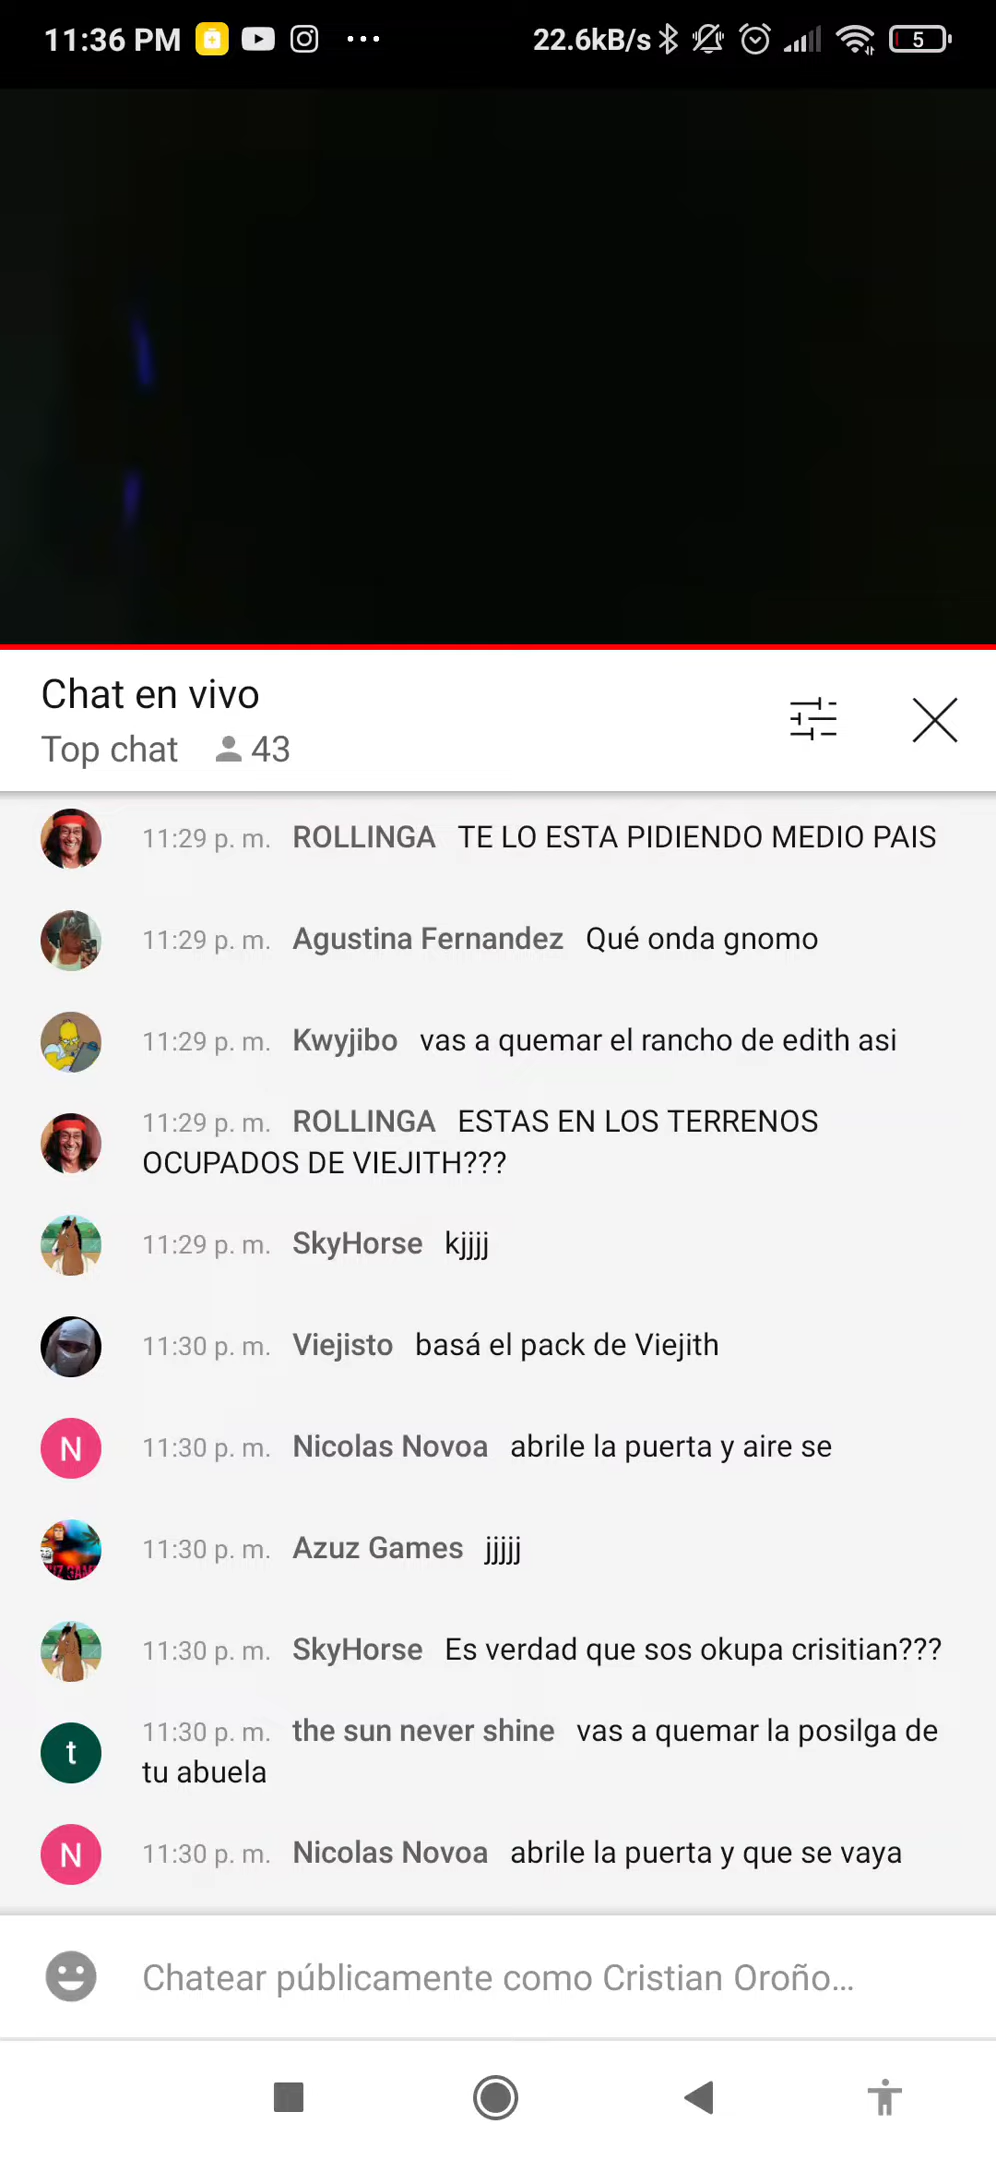 11:36 PM
22.6kB/s
5
Chat en vivo
Top chat 43
11:29 p. m. ROLLINGA TE LO ESTA PIDIENDO MEDIO PAIS
11:29 p. m. Agustina Fernandez Qué onda gnomo
11:29 p. m. Kwyjibo vas a quemar el rancho de edith asi
11:29 p. m. ROLLINGA ESTAS EN LOS TERRENOS
OCUPADOS DE VIEJITH???
11:29 p. m. SkyHorse kjjjj
11:30 p. m. Viejisto basá el pack de Viejith
N
11:30 p. m. Nicolas Novoa abrile la puerta y aire se
11:30 p. m. Azuz Games jjjjj
11:30 p. m. SkyHorse Es verdad que sos okupa crisitian???
t
11:30 p. m. the sun never shine vas a quemar la posilga de
tu abuela
N
11:30 p. m. Nicolas Novoa abrile la puerta y que se vaya
Chatear públicamente como Cristian Oroño...